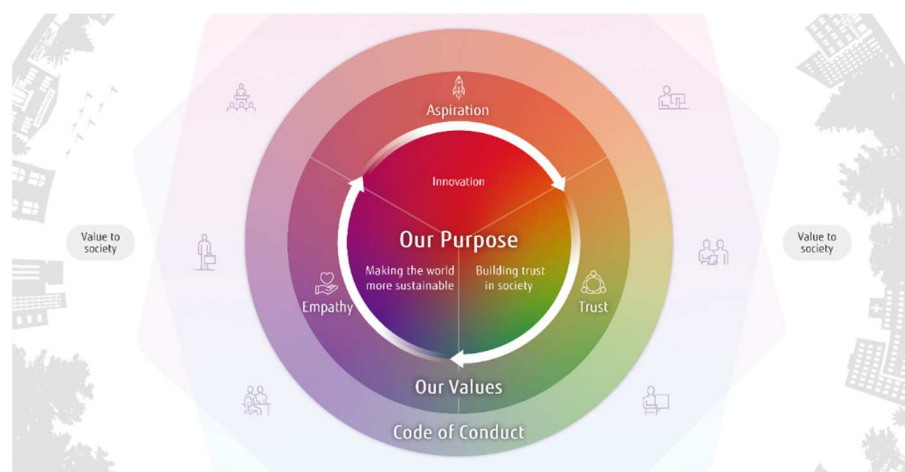 Aspiration
Innovation
Our Purpose
Making the world
more sustainable
Building trust
in society
Value to
society
Value to
society
Empathy
Trust
Our Values
Code of Conduct